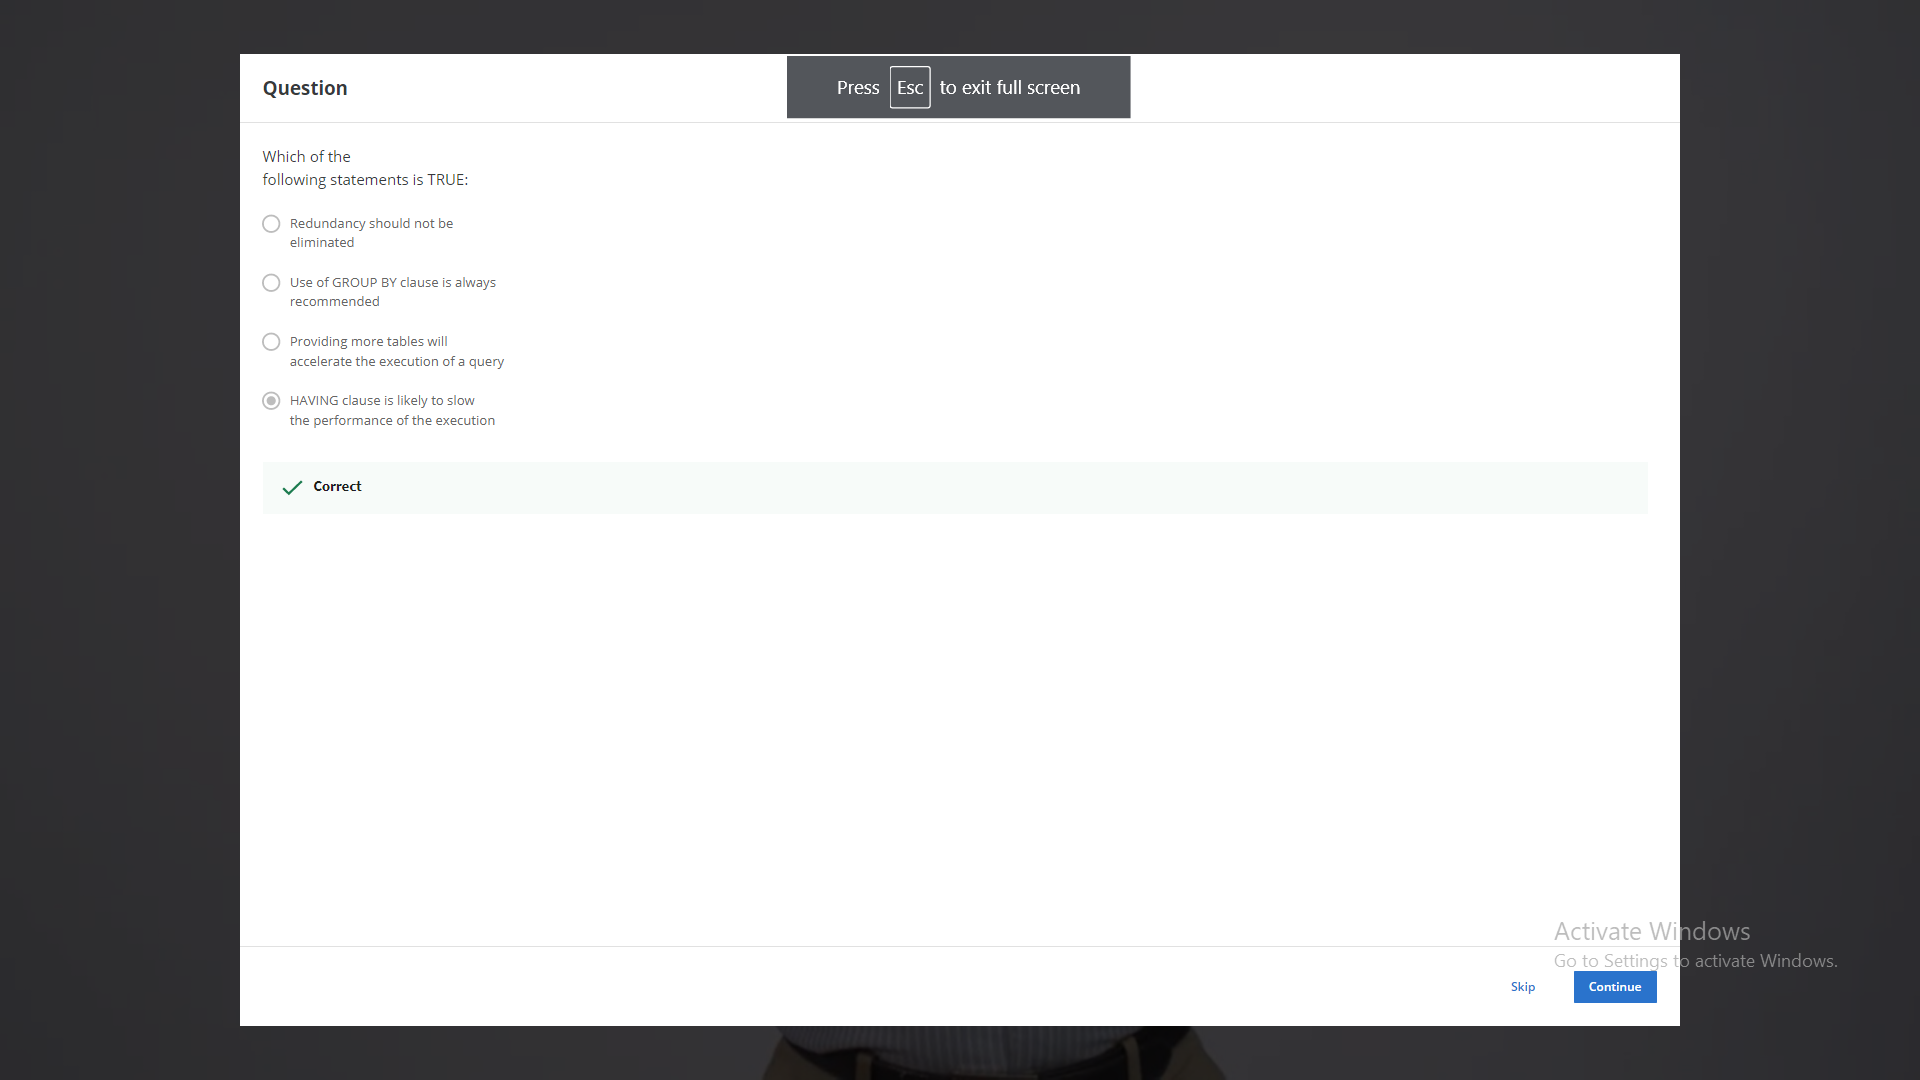 Question
Press Esc to exit full screen
Which of the
following statements is TRUE:
Redundancy should not be
eliminated
Use of GROUP BY clause is always
recommended
Providing more tables will
accelerate the execution of a query
HAVING clause is likely to slow
the performance of the execution
Correct
Activate Windows
Go to Settings to activate Windows.
Skip
Continue